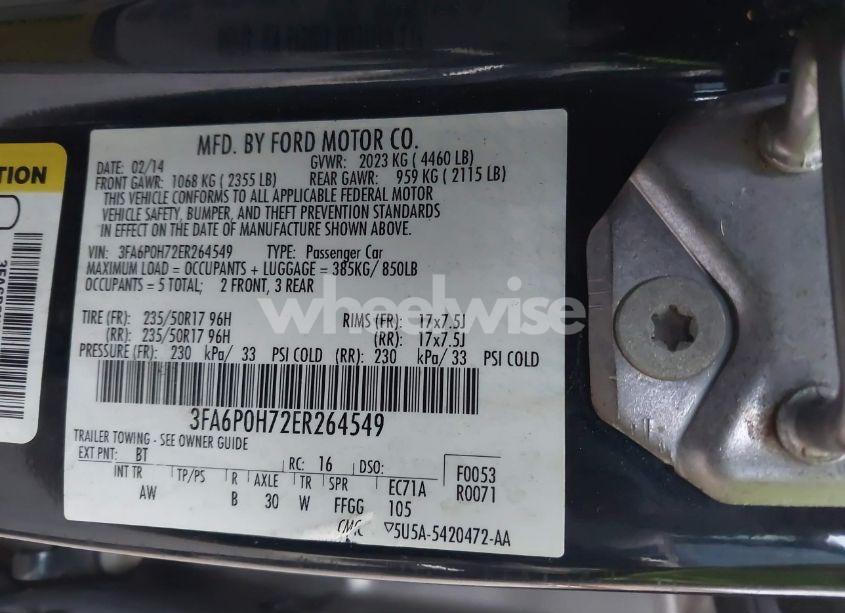 MFD. BY FORD MOTOR CO.
DATE: 02/14 GVWR: 2023 KG ( 4460 LB)
FRONT GAWR: 1068 KG ( 2355 LB) REAR GAWR: 959 KG ( 2115 LB)
THIS VEHICLE CONFORMS TO ALL APPLICABLE FEDERAL MOTOR
VEHICLE SAFETY, BUMPER, AND THEFT PREVENTION STANDARDS
IN EFFECT ON THE DATE OF MANUFACTURE SHOWN ABOVE.
VIN: 3FA6P0H72ER264549 TYPE: Passenger Car
MAXIMUM LOAD = OCCUPANTS + LUGGAGE = 385KG/ 850LB
OCCUPANTS = 5 TOTAL; 2 FRONT, 3 REAR
wheelwise
TIRE (FR): 235/50R17 96H RIMS (FR): 17x7.5J
(RR): 235/50R17 96H (RR): 17x7.5J
PRESSURE (FR): 230 kPa/ 33 PSI COLD (RR): 230 kPa/ 33 PSI COLD
3FA6P0H72ER264549
TRAILER TOWING - SEE OWNER GUIDE
EXT PNT: BT RC: 16 DSO: F0053
INT TR TP/PS R AXLE TR SPR EC71A R0071
AW B 30 W FFGG 105
CMC ▽5U5A-5420472-AA